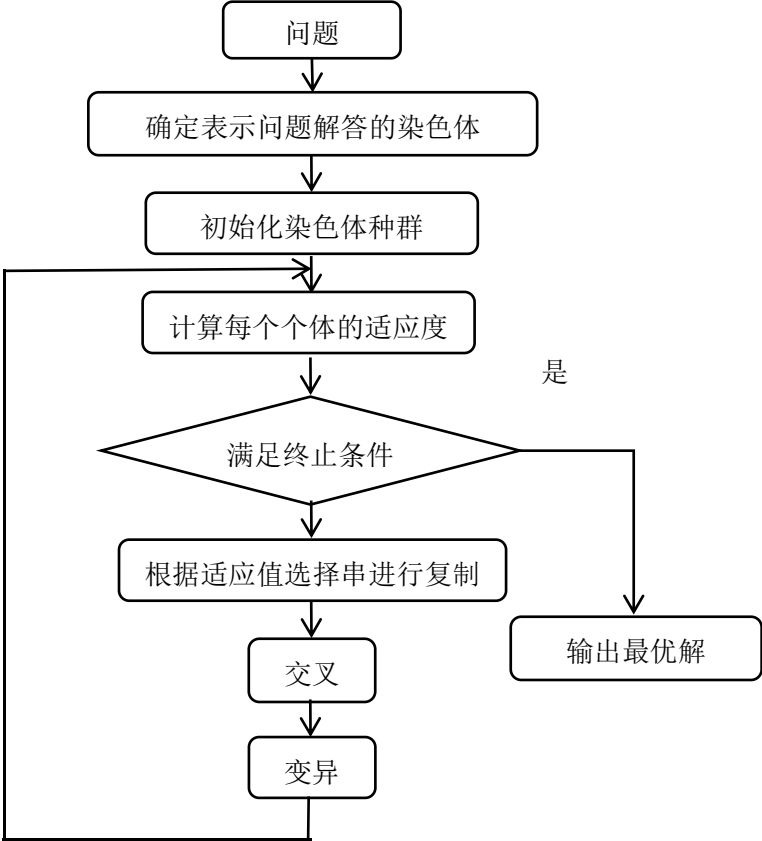 问题
确定表示问题解答的染色体
初始化染色体种群
计算每个个体的适应度
是
满足终止条件
根据适应值选择串进行复制
输出最优解
交叉
变异